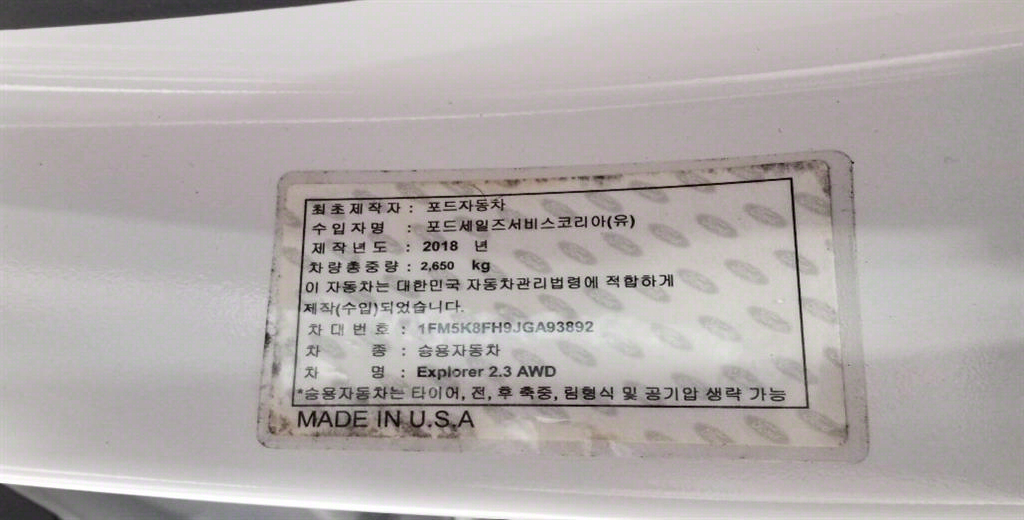 최초제작자 : 포드자동차
수입자명 : 포드세일즈서비스코리아(유)
제작년도 : 2018 년
차량총중량 : 2,650 kg
이 자동차는 대한민국 자동차관리법령에 적합하게
제작(수입)되었습니다.
차대번호 : 1FM5K8FH9JGA93892
차 종 : 승용자동차
차 명 : Explorer 2.3 AWD
*승용자동차는 타이어, 전, 후 축중, 림형식 및 공기압 생략 가능
MADE IN U.S.A